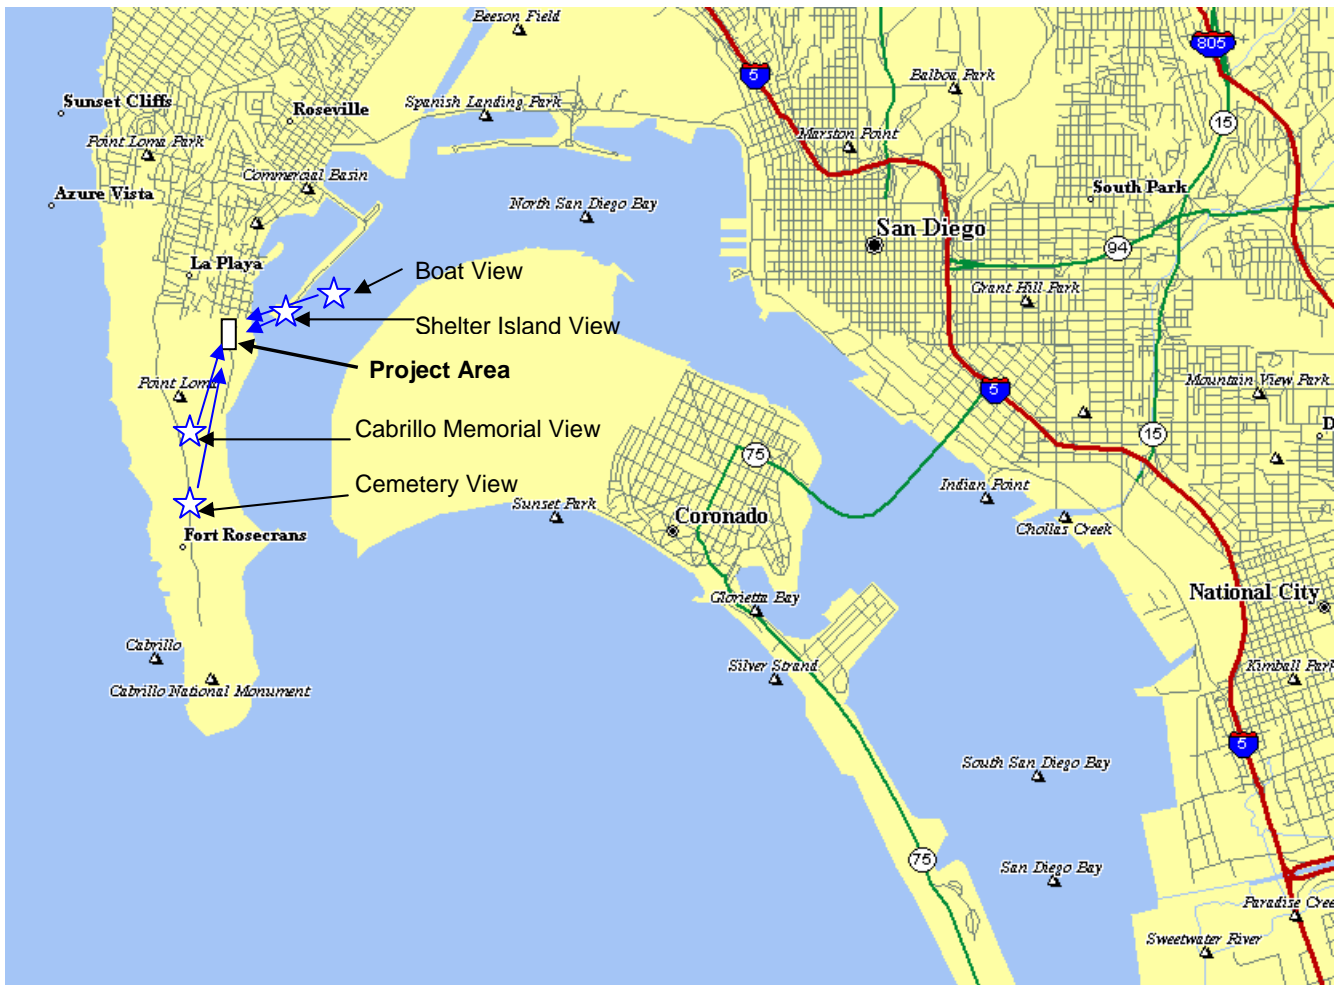 Beeson Field
805
5
Balboa Park
Sunset Cliffs
Roseville
Spanish Landing Park
15
Point Loma Park
Marston Point
Commercial Basin
Azure Vista
South Park
North San Diego Bay
San Diego
94
La Playa
Boat View
Grant Hill Park
Shelter Island View
Project Area
Point Loma
5
Mountain View Park
Cabrillo Memorial View
75
15
D
Cemetery View
Indian Point
Sunset Park
Coronado
Chollas Creek
Fort Rosecrans
Glorietta Bay
National City
Cabrillo
Silver Strand
Kimball Park
Cabrillo National Monument
5
South San Diego Bay
75
San Diego Bay
Paradise Cree
Sweetwater River